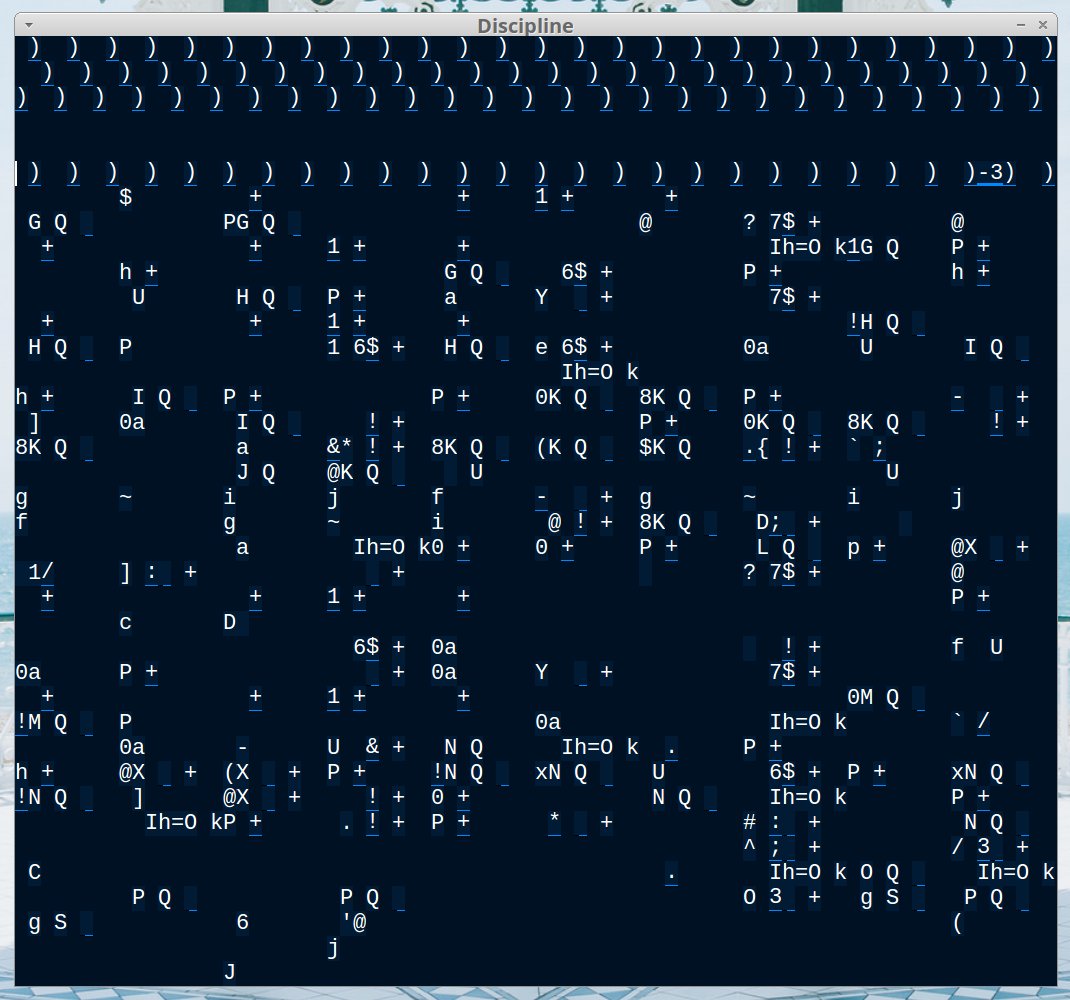 Discipline
) ) ) ) ) ) ) ) ) ) ) ) ) ) ) ) ) ) ) ) ) ) ) ) ) ) )
) ) ) ) ) ) ) ) ) ) ) ) ) ) ) ) ) ) ) ) ) ) ) ) ) )
) ) ) ) ) ) ) ) ) ) ) ) ) ) ) ) ) ) ) ) ) ) ) ) ) ) )
) ) ) ) ) ) ) ) ) ) ) ) ) ) ) ) ) ) ) ) ) ) ) ) )-3) )
$ + + 1 + +
G Q PG Q @ ? 7$ + @
+ + 1 + + Ih=O k1G Q P +
h + G Q 6$ + P + h +
U H Q P + a Y + 7$ +
+ + 1 + + !H Q
H Q P 1 6$ + H Q e 6$ + 0a U I Q
Ih=O k
h + I Q P + P + 0K Q 8K Q P + - +
] 0a I Q ! + P + 0K Q 8K Q ! +
8K Q a &* ! + 8K Q (K Q $K Q .{ ! + ` ;
J Q @K Q U U
g ~ i j f - + g ~ i j
f g ~ i @ ! + 8K Q D; +
a Ih=O k0 + 0 + P + L Q p + @X +
1/ ] : + + ? 7$ + @
+ + 1 + + P +
c D
6$ + 0a ! + f U
0a P + + 0a Y + 7$ +
+ + 1 + + 0M Q
!M Q P 0a Ih=O k ` /
0a - U & + N Q Ih=O k . P +
h + @X + (X + P + !N Q xN Q U 6$ + P + xN Q
!N Q ] @X + ! + 0 + N Q Ih=O k P +
Ih=O kP + . ! + P + * + # : + N Q
^ ; + / 3 +
C . Ih=O k O Q Ih=O k
P Q P Q O 3 + g S P Q
g S 6 '@ (
j
J